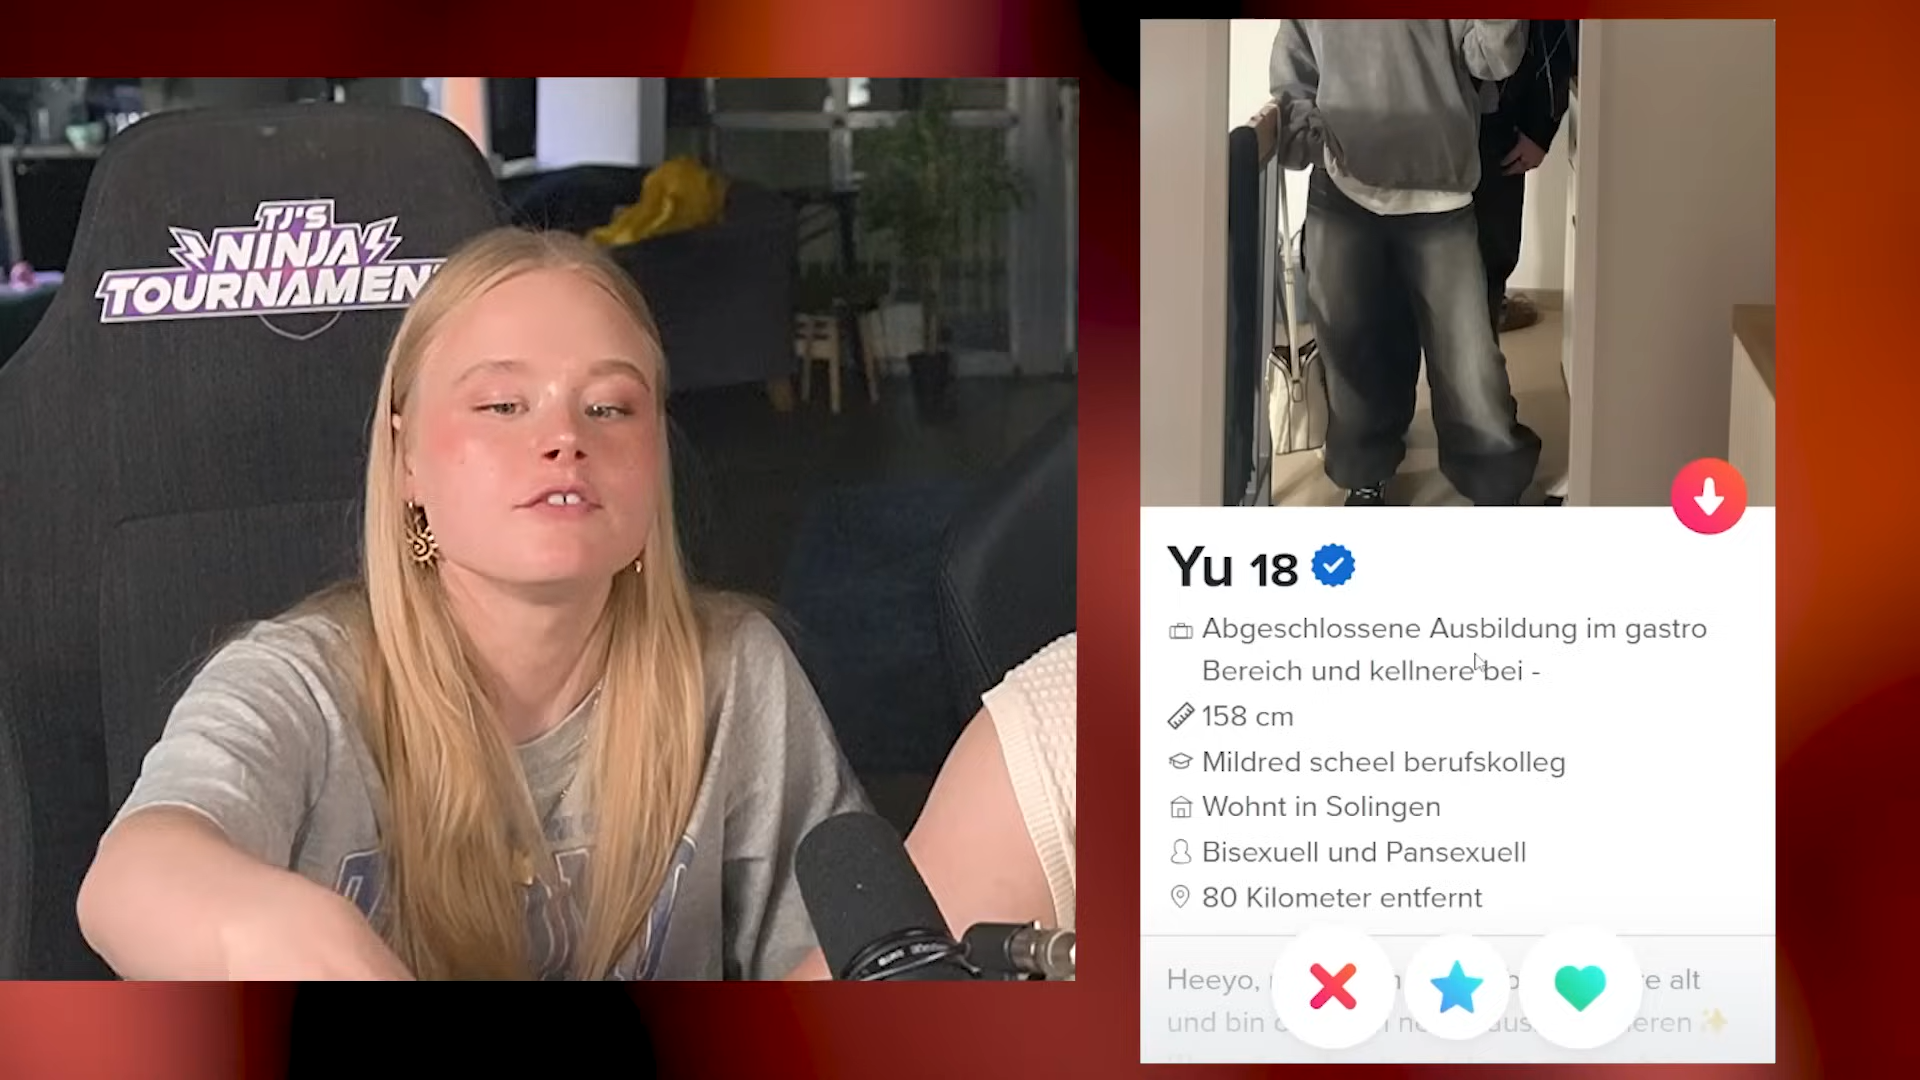 TJ'S
NINJA
TOURNAMEN
Yu 18
Abgeschlossene Ausbildung im gastro
Bereich und kellnere bei -
158 cm
Mildred scheel berufskolleg
Wohnt in Solingen
Bisexuell und Pansexuell
80 Kilometer entfernt
Heeyo, alt
und bin